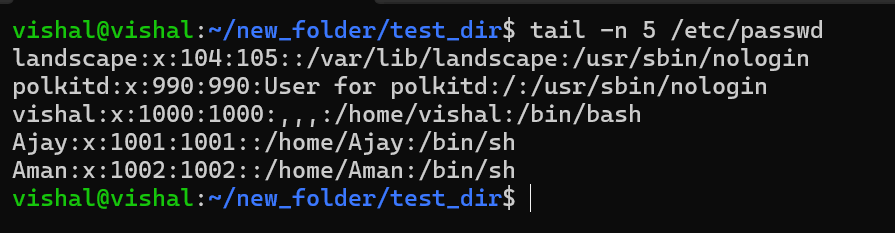 vishal@vishal:~/new_folder/test_dir$ tail -n 5 /etc/passwd
landscape:x:104:105::/var/lib/landscape:/usr/sbin/nologin
polkitd:x:990:990:User for polkitd:/:/usr/sbin/nologin
vishal:x:1000:1000:,,,:/home/vishal:/bin/bash
Ajay:x:1001:1001::/home/Ajay:/bin/sh
Aman:x:1002:1002::/home/Aman:/bin/sh
vishal@vishal:~/new_folder/test_dir$